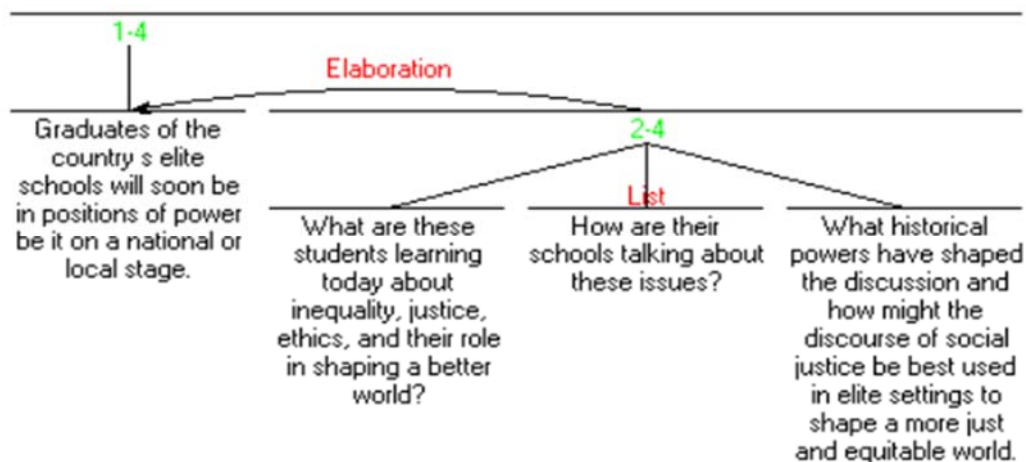 1-4
Elaboration
Graduates of the
country s elite
schools will soon be
in positions of power
be it on a national or
local stage.
2-4
List
What are these
students learning
today about
inequality, justice,
ethics, and their role
in shaping a better
world?
How are their
schools talking about
these issues?
What historical
powers have shaped
the discussion and
how might the
discourse of social
justice be best used
in elite settings to
shape a more just
and equitable world.